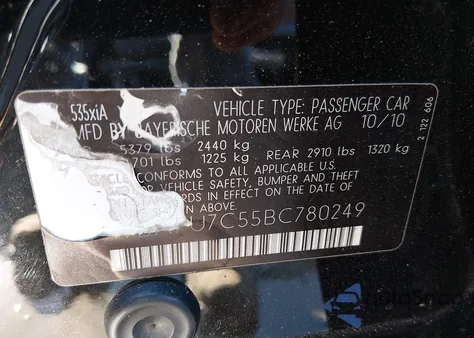 535xiA VEHICLE TYPE: PASSENGER CAR
MFD BY BAYERISCHE MOTOREN WERKE AG 10/10
5379 lbs 2440 kg
701 lbs 1225 kg REAR 2910 lbs 1320 kg
TO ALL APPLICABLE
VEHICLE SAFETY, BUMPER AND THEFT
IN EFFECT ON THE DATE OF
ABOVE.
U7C55BC780249
2 122 606